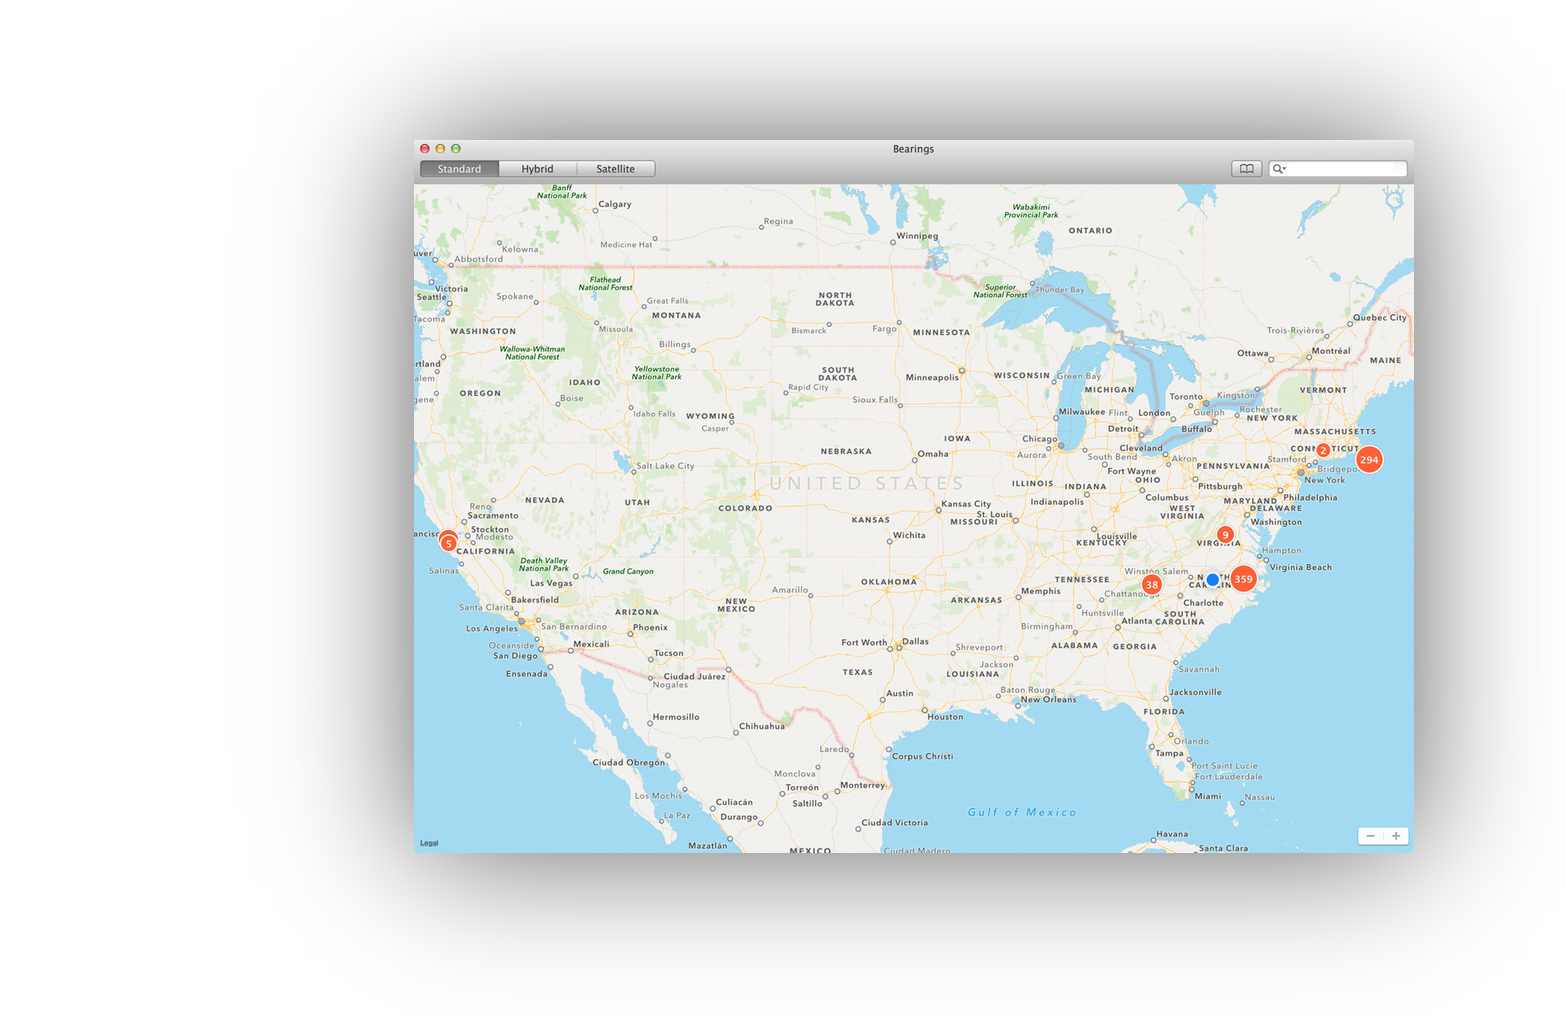 Bearings
Standard
Hybrid
Satellite
Banff
National Park
Calgary
Regina
Medicine Hat
Winnipeg
Wabakimi
Provincial Park
ONTARIO
Kelowna
uver
Abbotsford
Victoria
Seattle
Tacoma
Spokane
WASHINGTON
Flathead
National Forest
Great Falls
MONTANA
Missoula
Billings
NORTH
DAKOTA
Bismarck
Fargo
MINNESOTA
Superior
National Forest
Thunder Bay
Quebec City
Trois-Rivières
Ottawa
Montréal
MAINE
Wallowa-Whitman
National Forest
rtland
alem
gene
OREGON
IDAHO
Boise
Yellowstone
National Park
Idaho Falls
WYOMING
Casper
SOUTH
DAKOTA
Rapid City
Sioux Falls
Minneapolis
WISCONSIN
Green Bay
MICHIGAN
Milwaukee
Flint
London
Toronto
Kingston
Guelph
Rochester
NEW YORK
VERMONT
Buffalo
Detroit
MASSACHUSETTS
CONNECTICUT
2
294
Stamford
Bridgepo
New York
Chicago
Aurora
South Bend
Cleveland
Akron
Fort Wayne
OHIO
PENNSYLVANIA
Pittsburgh
Philadelphia
IOWA
Omaha
NEBRASKA
Salt Lake City
UNITED STATES
ILLINOIS
INDIANA
Indianapolis
Columbus
WEST
VIRGINIA
MARYLAND
DELAWARE
Washington
NEVADA
UTAH
COLORADO
Reno
Sacramento
Stockton
Modesto
ancisc
5
CALIFORNIA
Salinas
KANSAS
Wichita
Kansas City
MISSOURI
St. Louis
Louisville
KENTUCKY
9
VIRGINIA
Hampton
Virginia Beach
Death Valley
National Park
Las Vegas
Grand Canyon
Bakersfield
Santa Clarita
Los Angeles
San Bernardino
Oceanside
San Diego
Ensenada
Mexicali
ARIZONA
Phoenix
Tucson
Nogales
NEW
MEXICO
Amarillo
OKLAHOMA
ARKANSAS
Memphis
TENNESSEE
Winston Salem
38
359
Chattanoog
Huntsville
Charlotte
SOUTH
CAROLINA
Birmingham
Atlanta
ALABAMA
GEORGIA
Savannah
Fort Worth
Dallas
Shreveport
Jackson
TEXAS
LOUISIANA
Ciudad Juárez
Austin
Baton Rouge
New Orleans
Houston
Jacksonville
FLORIDA
Orlando
Tampa
Port Saint Lucie
Fort Lauderdale
Miami
Nassau
Hermosillo
Chihuahua
Laredo
Corpus Christi
Ciudad Obregón
Monclova
Torreón
Monterrey
Saltillo
Los Mochis
Culiacán
Durango
La Paz
Mazatlán
Ciudad Victoria
Gulf of Mexico
MEXICO
Ciudad Madero
Havana
Santa Clara
Legal